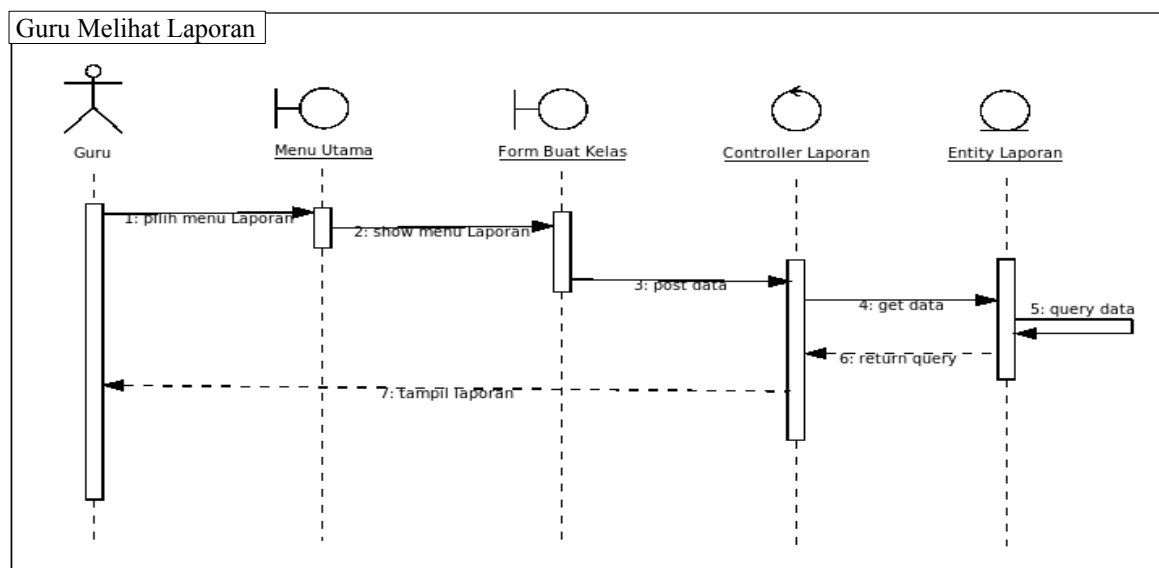 Guru Melihat Laporan
Guru
Menu Utama
Form Buat Kelas
Controller Laporan
Entity Laporan
1: pilih menu Laporan
2: show menu Laporan
3: post data
4: get data
5: query data
6: return query
7: tampil laporan